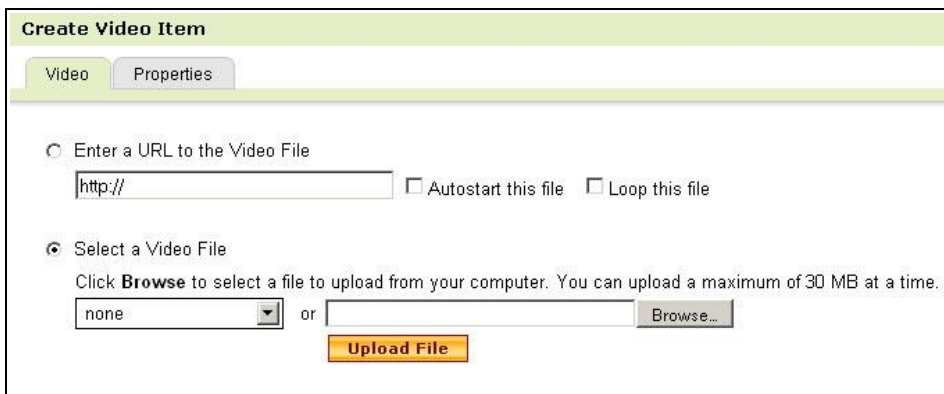 Create Video Item
Video Properties
Enter a URL to the Video File
http:// Autostart this file Loop this file
Select a Video File
Click Browse to select a file to upload from your computer. You can upload a maximum of 30 MB at a time.
none or Browse...
Upload File